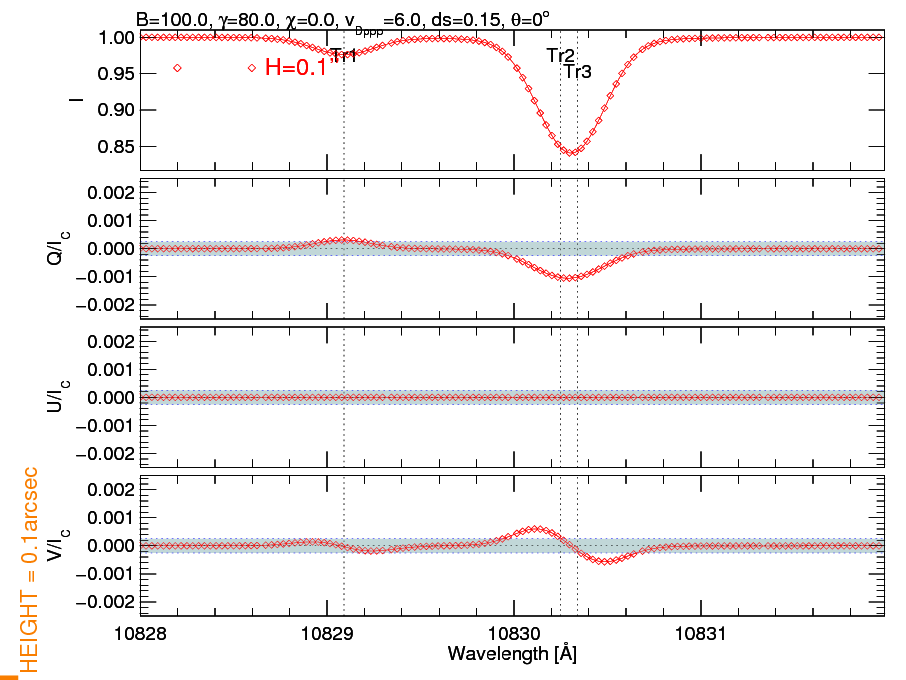 B=100.0, γ=80.0, χ=0.0, v_Dppp=6.0, ds=0.15, θ=0°
1.00
0.95
0.90
0.85
I
H=0.1"
Tr1
Tr2
Tr3
0.002
0.001
0.000
−0.001
−0.002
Q/I_C
0.002
0.001
0.000
−0.001
−0.002
U/I_C
0.002
0.001
0.000
−0.001
−0.002
V/I_C
HEIGHT = 0.1arcsec
10828 10829 10830 10831
Wavelength [Å]